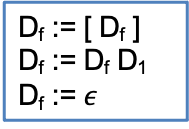 D_f := [ D_f ]
D_f := D_f D_1
D_f := ϵ